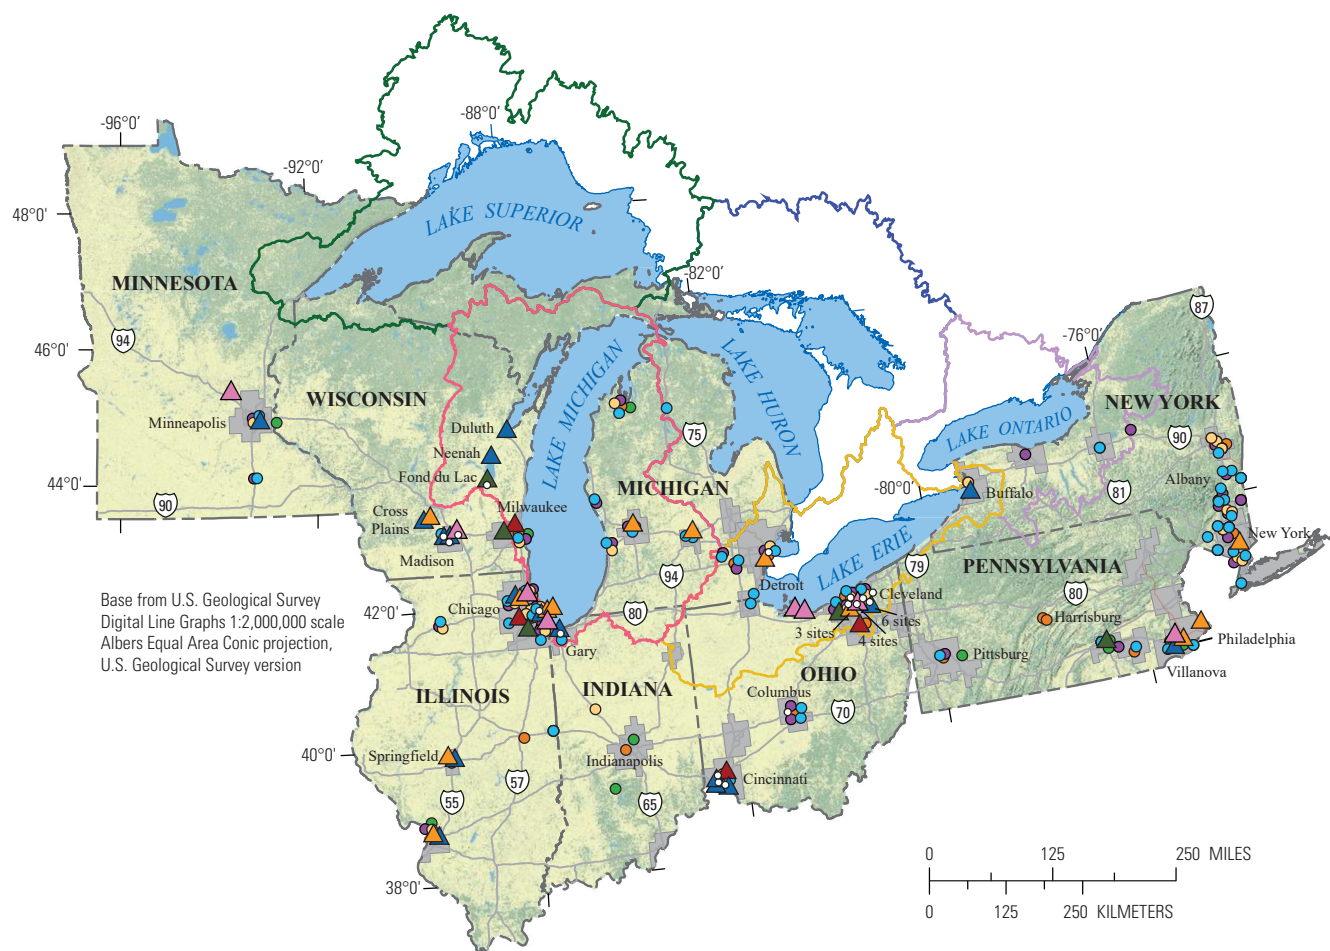 -88°0'
-96°0'
-92°0'
48°0'
LAKE SUPERIOR
-82°0'
MINNESOTA
87
94
46°0'
-76°0'
LAKE MICHIGAN
LAKE HURON
WISCONSIN
NEW YORK
LAKE ONTARIO
Minneapolis
Duluth
75
90
Neenah
Fond du Lac
44°0'
MICHIGAN
-80°0'
Buffalo
81
Albany
90
Cross
Plains
Milwaukee
New York
Madison
LAKE ERIE
79
PENNSYLVANIA
94
Detroit
80
Base from U.S. Geological Survey
Digital Line Graphs 1:2,000,000 scale
Albers Equal Area Conic projection,
U.S. Geological Survey version
42°0'
Chicago
80
Cleveland
6 sites
3 sites
4 sites
Harrisburg
Philadelphia
Gary
Pittsburg
Villanova
ILLINOIS
INDIANA
OHIO
Columbus
70
40°0'
Springfield
Indianapolis
57
Cincinnati
55
65
38°0'
0 125 250 MILES
0 125 250 KILMETERS